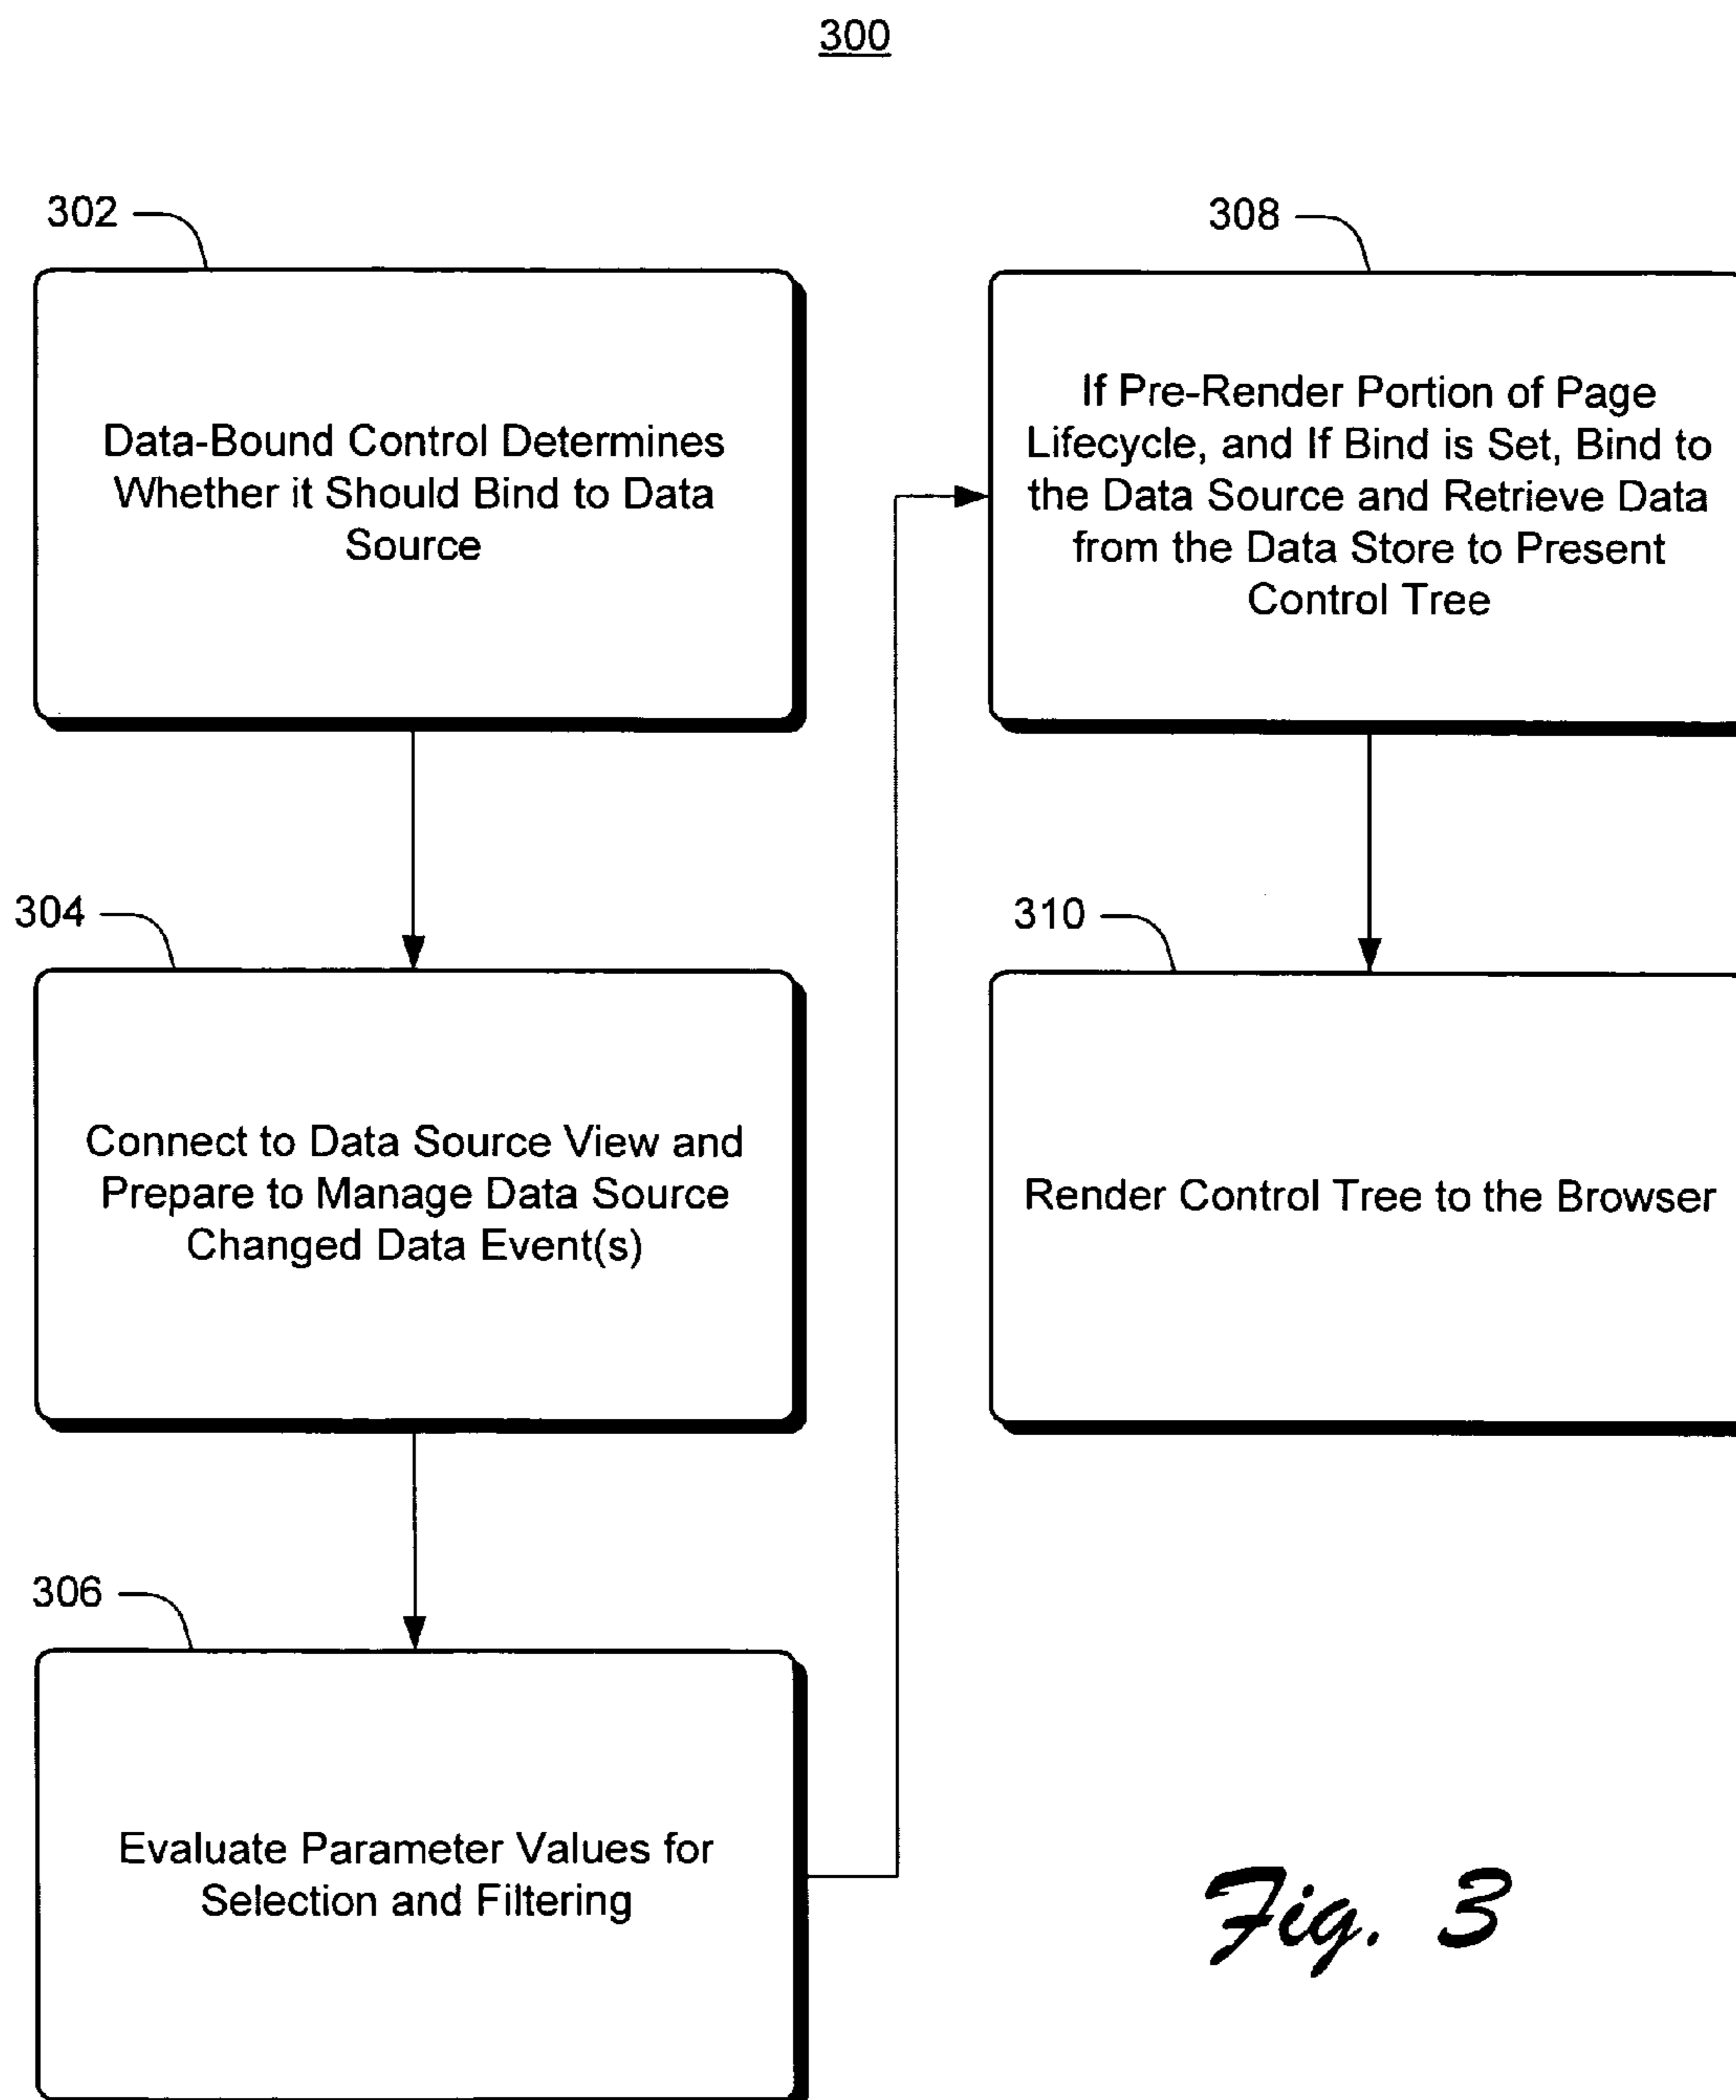 300
302
Data-Bound Control Determines
Whether it Should Bind to Data
Source
304
Connect to Data Source View and
Prepare to Manage Data Source
Changed Data Event(s)
306
Evaluate Parameter Values for
Selection and Filtering
308
If Pre-Render Portion of Page
Lifecycle, and If Bind is Set, Bind to
the Data Source and Retrieve Data
from the Data Store to Present
Control Tree
310
Render Control Tree to the Browser
Fig. 3